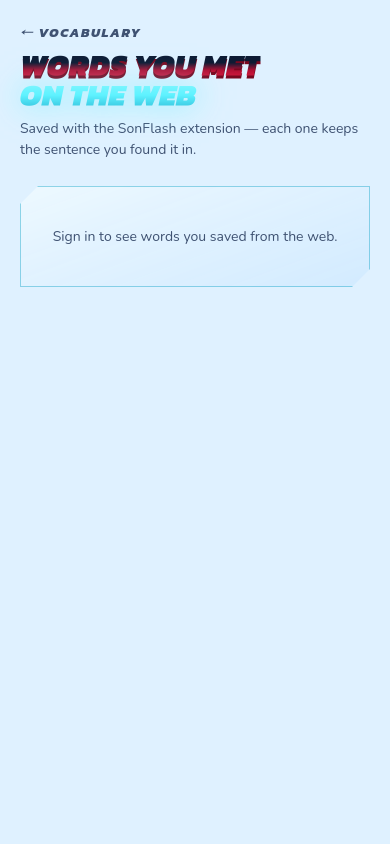 ← VOCABULARY
WORDS YOU MET
ON THE WEB
Saved with the SonFlash extension — each one keeps
the sentence you found it in.
Sign in to see words you saved from the web.